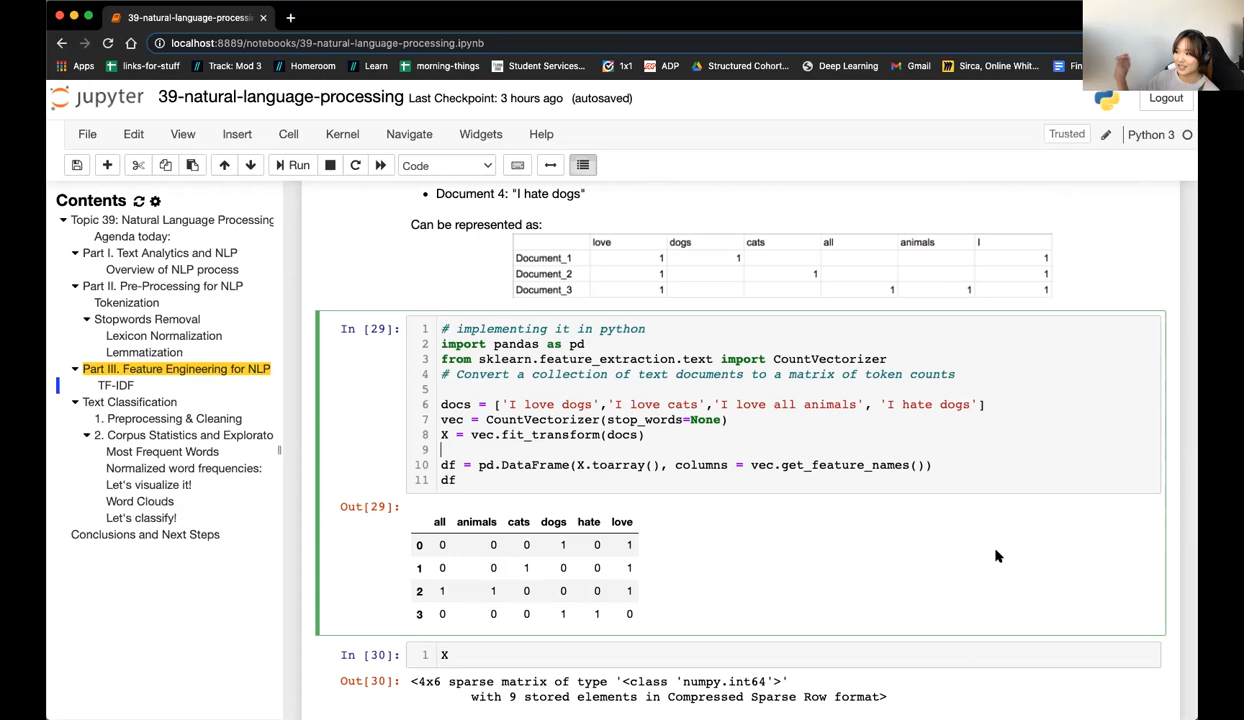 39-natural-language-processi
localhost:8889/notebooks/39-natural-language-processing.ipynb
Apps links-for-stuff Track: Mod 3 Homeroom Learn morning-things Student Services... 1x1 ADP Structured Cohort... Deep Learning Gmail Sirca, Online Whit... Fin
jupyter 39-natural-language-processing Last Checkpoint: 3 hours ago (autosaved) Logout
File Edit View Insert Cell Kernel Navigate Widgets Help Trusted Python 3
Run Code
Contents
Topic 39: Natural Language Processing
Agenda today:
Part I. Text Analytics and NLP
Overview of NLP process
Part II. Pre-Processing for NLP
Tokenization
Stopwords Removal
Lexicon Normalization
Lemmatization
Part III. Feature Engineering for NLP
TF-IDF
Text Classification
1. Preprocessing & Cleaning
2. Corpus Statistics and Explorato
Most Frequent Words
Normalized word frequencies:
Let's visualize it!
Word Clouds
Let's classify!
Conclusions and Next Steps
• Document 4: "I hate dogs"
Can be represented as:
love dogs cats all animals I
Document_1 1 1 1
Document_2 1 1 1
Document_3 1 1 1 1
In [29]:
1 # implementing it in python
2 import pandas as pd
3 from sklearn.feature_extraction.text import CountVectorizer
4 # Convert a collection of text documents to a matrix of token counts
5
6 docs = ['I love dogs','I love cats','I love all animals', 'I hate dogs']
7 vec = CountVectorizer(stop_words=None)
8 X = vec.fit_transform(docs)
9
10 df = pd.DataFrame(X.toarray(), columns = vec.get_feature_names())
11 df
Out[29]:
all animals cats dogs hate love
0 0 0 0 1 0 1
1 0 0 1 0 0 1
2 1 1 0 0 0 1
3 0 0 0 1 1 0
In [30]: 1 X
Out[30]: <4x6 sparse matrix of type '<class 'numpy.int64'>'
with 9 stored elements in Compressed Sparse Row format>